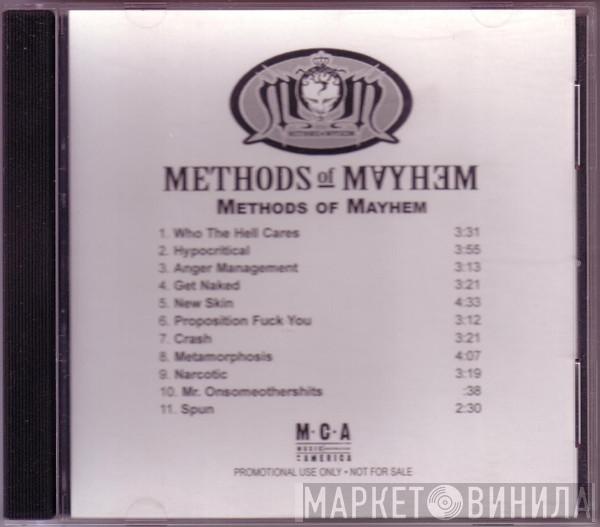 METHODS OF MAYHEM
METHODS of MAYHEM
METHODS OF MAYHEM
1. Who The Hell Cares 3:31
2. Hypocritical 3:55
3. Anger Management 3:13
4. Get Naked 3:21
5. New Skin 4:33
6. Proposition Fuck You 3:12
7. Crash 3:21
8. Metamorphosis 4:07
9. Narcotic 3:19
10. Mr. Onsomeothershits :38
11. Spun 2:30
M·C·A
MUSIC
AMERICA
PROMOTIONAL USE ONLY • NOT FOR SALE
МАРКЕТ ВИНИЛА